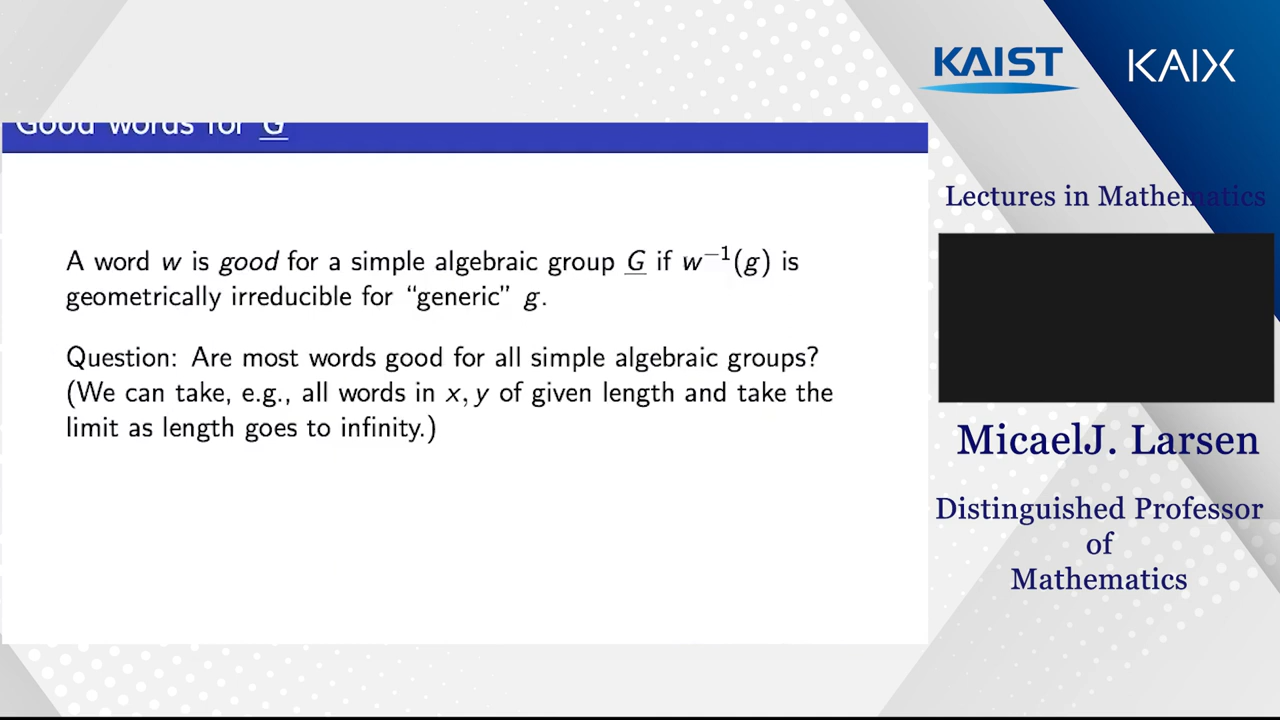 Good words for G
A word w is good for a simple algebraic group G if w⁻¹(g) is
geometrically irreducible for “generic” g.
Question: Are most words good for all simple algebraic groups?
(We can take, e.g., all words in x, y of given length and take the
limit as length goes to infinity.)
KAIST
KAIX
Lectures in Mathematics
MicaelJ. Larsen
Distinguished Professor
of
Mathematics